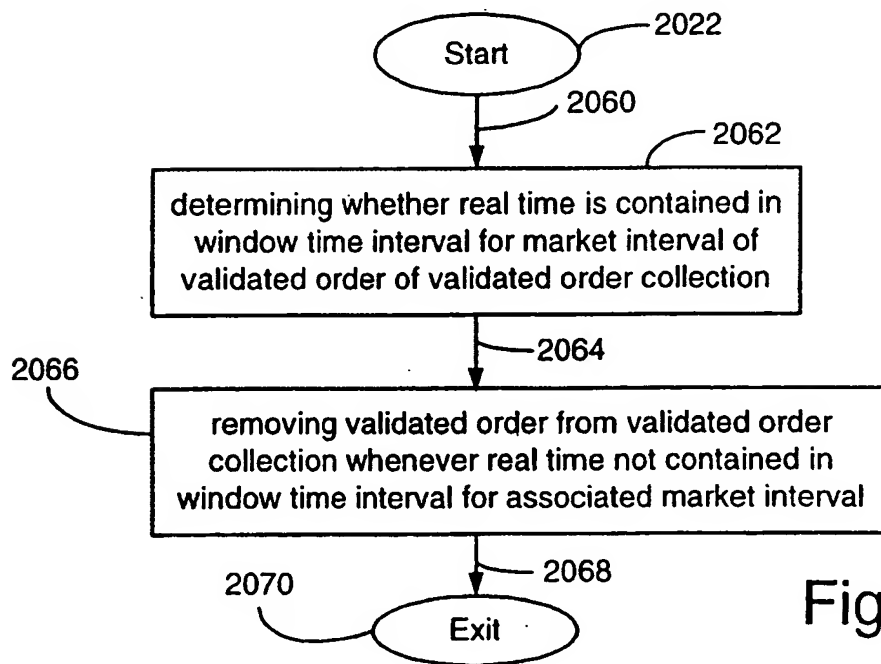 Start
2022
2060
2062
determining whether real time is contained in
window time interval for market interval of
validated order of validated order collection
2064
2066
removing validated order from validated order
collection whenever real time not contained in
window time interval for associated market interval
2068
2070
Exit
Fig